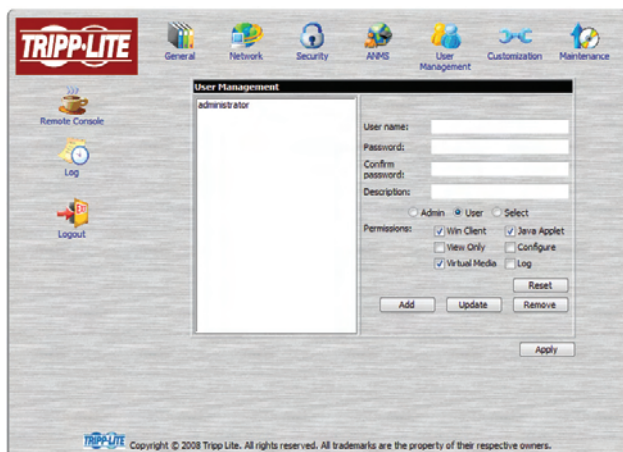 TRIPP·LITE
General
Network
Security
ANMS
User
Management
Customization
Maintenance
Remote Console
Log
Logout
User Management
administrator
User name:
Password:
Confirm
password:
Description:
Admin User Select
Permissions:
Win Client Java Applet
View Only Configure
Virtual Media Log
Reset
Add Update Remove
Apply
TRIPP·LITE Copyright © 2008 Tripp Lite. All rights reserved. All trademarks are the property of their respective owners.